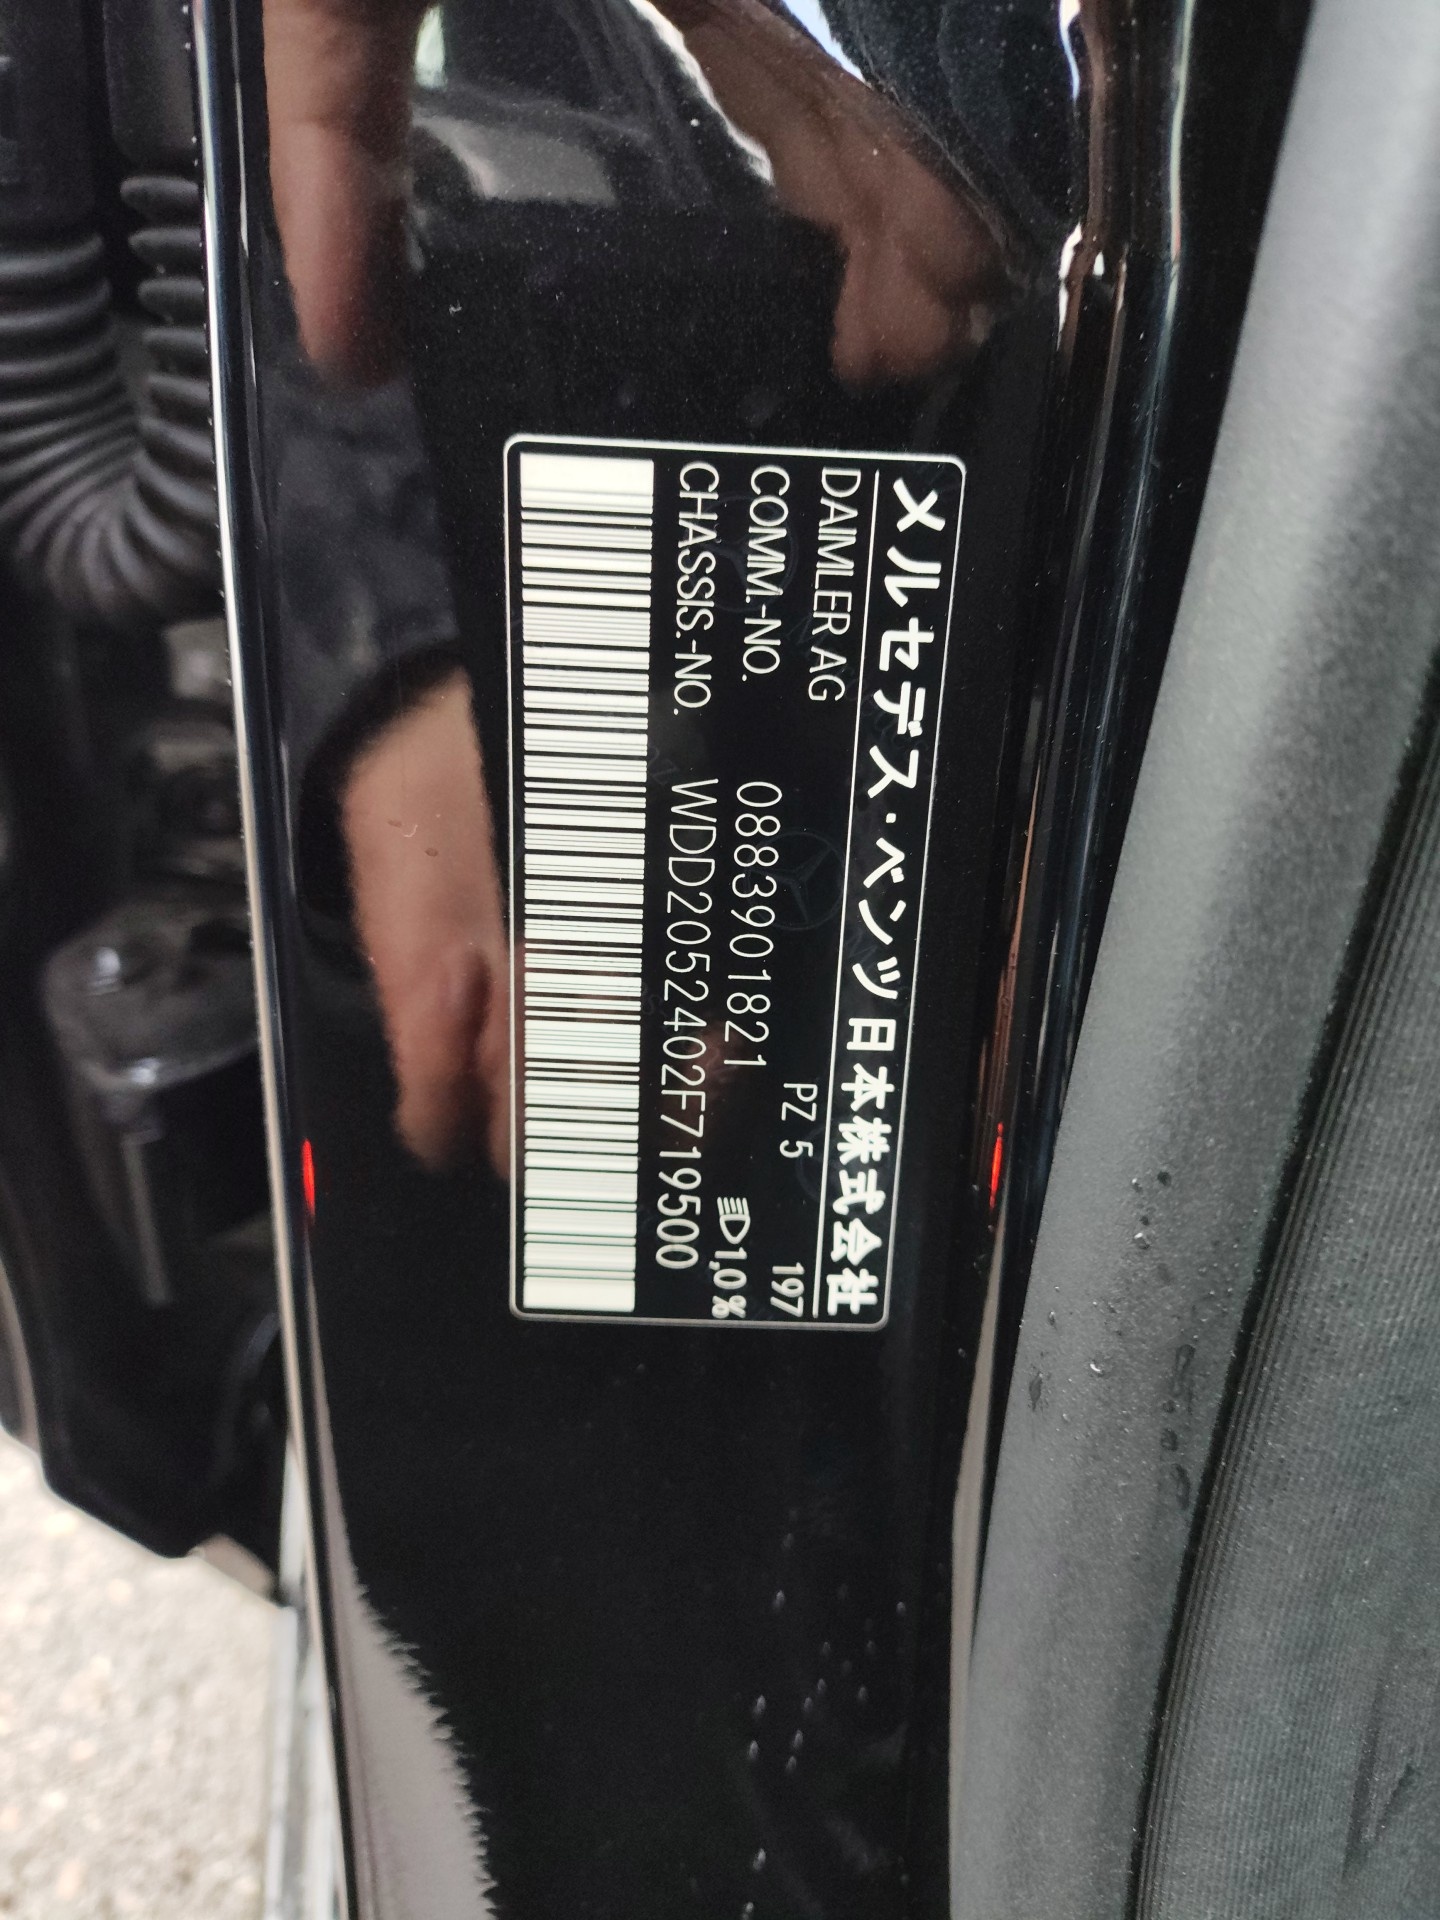 メルセデス・ベンツ日本株式会社
DAIMLER AG PZ 5 197
COMM.-NO. 0883901821 1,0 %
CHASSIS.-NO. WDD2052402F719500